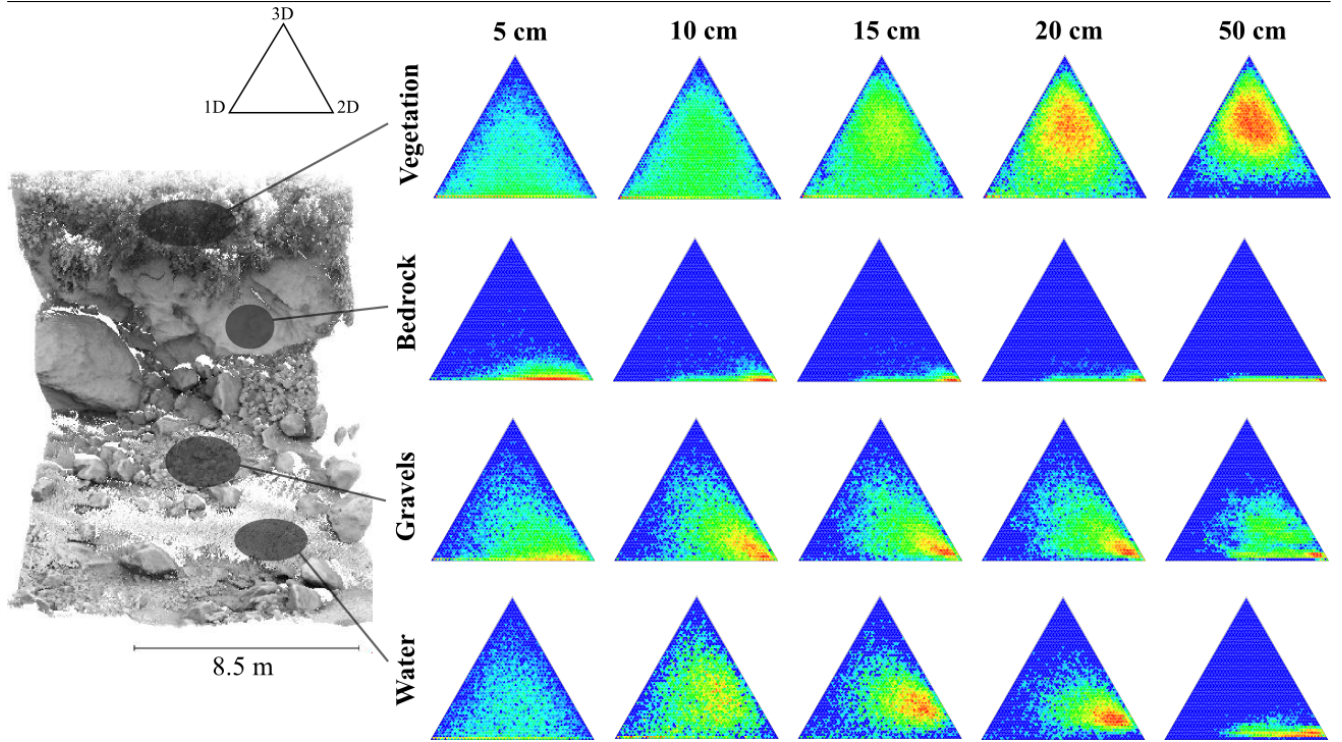 3D
1D
2D
5 cm
10 cm
15 cm
20 cm
50 cm
Vegetation
Bedrock
Gravels
Water
8.5 m